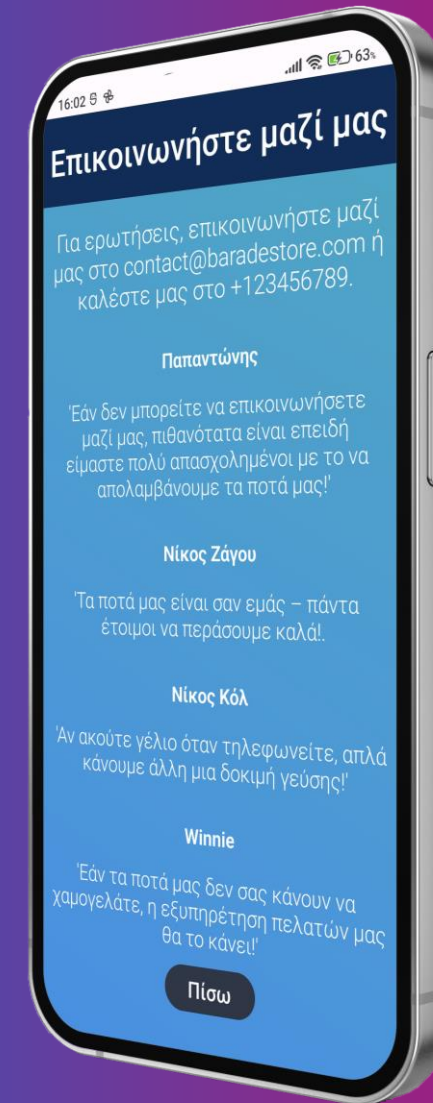 16:02
63%
Επικοινωνήστε μαζί μας
Για ερωτήσεις, επικοινωνήστε μαζί
μας στο contact@baradestore.com ή
καλέστε μας στο +123456789.
Παπαντώνης
'Εάν δεν μπορείτε να επικοινωνήσετε
μαζί μας, πιθανότατα είναι επειδή
είμαστε πολύ απασχολημένοι με το να
απολαμβάνουμε τα ποτά μας!'
Νίκος Ζάγου
'Τα ποτά μας είναι σαν εμάς – πάντα
έτοιμοι να περάσουμε καλά!.
Νίκος Κόλ
'Αν ακούτε γέλιο όταν τηλεφωνείτε, απλά
κάνουμε άλλη μια δοκιμή γεύσης!'
Winnie
'Εάν τα ποτά μας δεν σας κάνουν να
χαμογελάτε, η εξυπηρέτηση πελατών μας
θα το κάνει!'
Πίσω